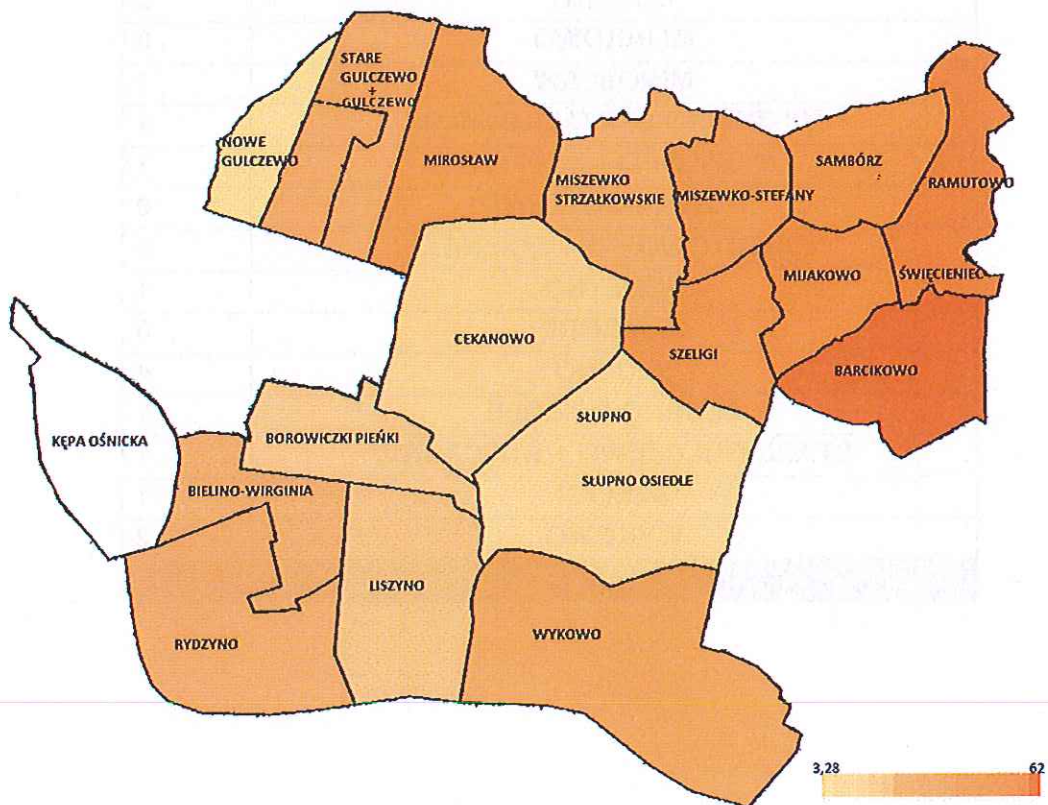 STARE
GULCZEWO
+
GULCZEWO
NOWE
GULCZEWO
MIROSŁAW
MISZEWKO
STRZAŁKOWSKIE
MISZEWKO-STEFANY
SAMBÓRZ
RAMUTOWO
MIJAKOWO
ŚWIĘCIENIEC
CEKANOWO
SZELIGI
BARCIKOWO
SŁUPNO
KĘPA OŚNICKA
BOROWICZKI PIEŃKI
SŁUPNO OSIEDLE
BIELINO-WIRGINIA
LISZYNO
WYKOWO
RYDZYNO
3,28
62